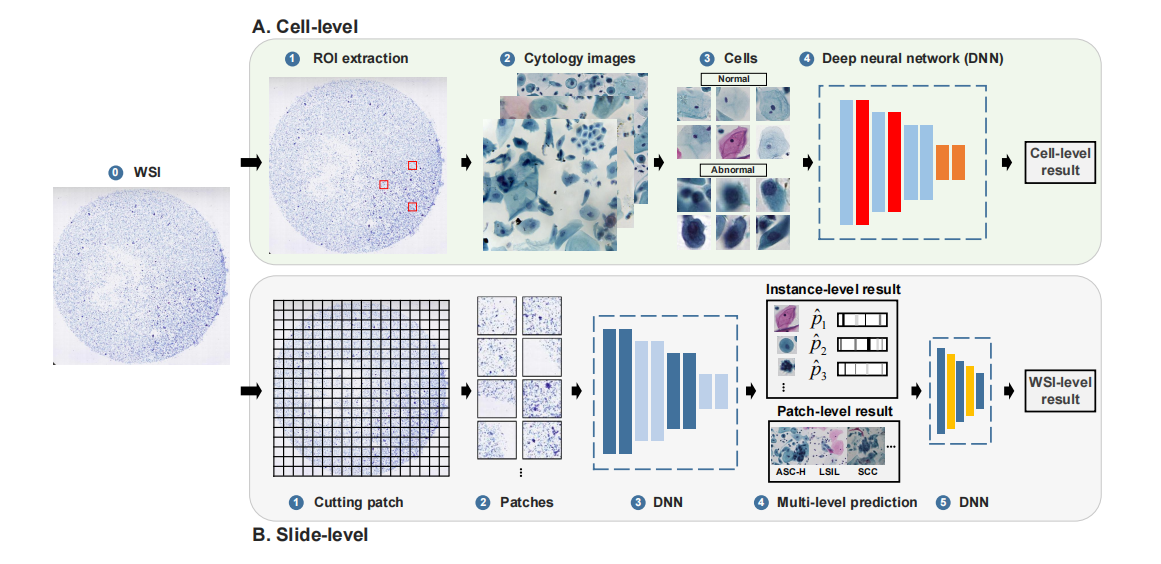 A. Cell-level
1 ROI extraction
2 Cytology images
3 Cells
4 Deep neural network (DNN)
Normal
Abnormal
Cell-level
result
0 WSI
Instance-level result
p̂1
p̂2
p̂3
⋮
Patch-level result
ASC-H LSIL SCC
...
WSI-level
result
⋮
1 Cutting patch
2 Patches
3 DNN
4 Multi-level prediction
5 DNN
B. Slide-level